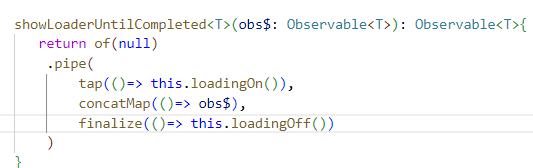 showLoaderUntilCompleted<T>(obs$: Observable<T>): Observable<T>{
return of(null)
.pipe(
tap(()=> this.loadingOn()),
concatMap(()=> obs$),
finalize(()=> this.loadingOff())
)
}